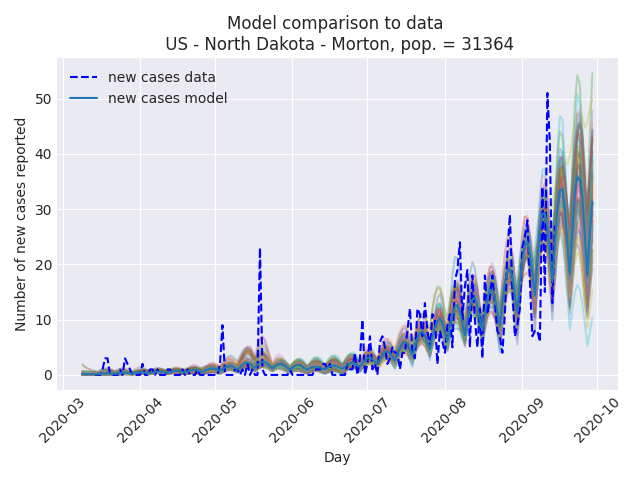 Model comparison to data
US - North Dakota - Morton, pop. = 31364
new cases data
new cases model
Number of new cases reported
50
40
30
20
10
0
2020-03
2020-04
2020-05
2020-06
2020-07
2020-08
2020-09
2020-10
Day